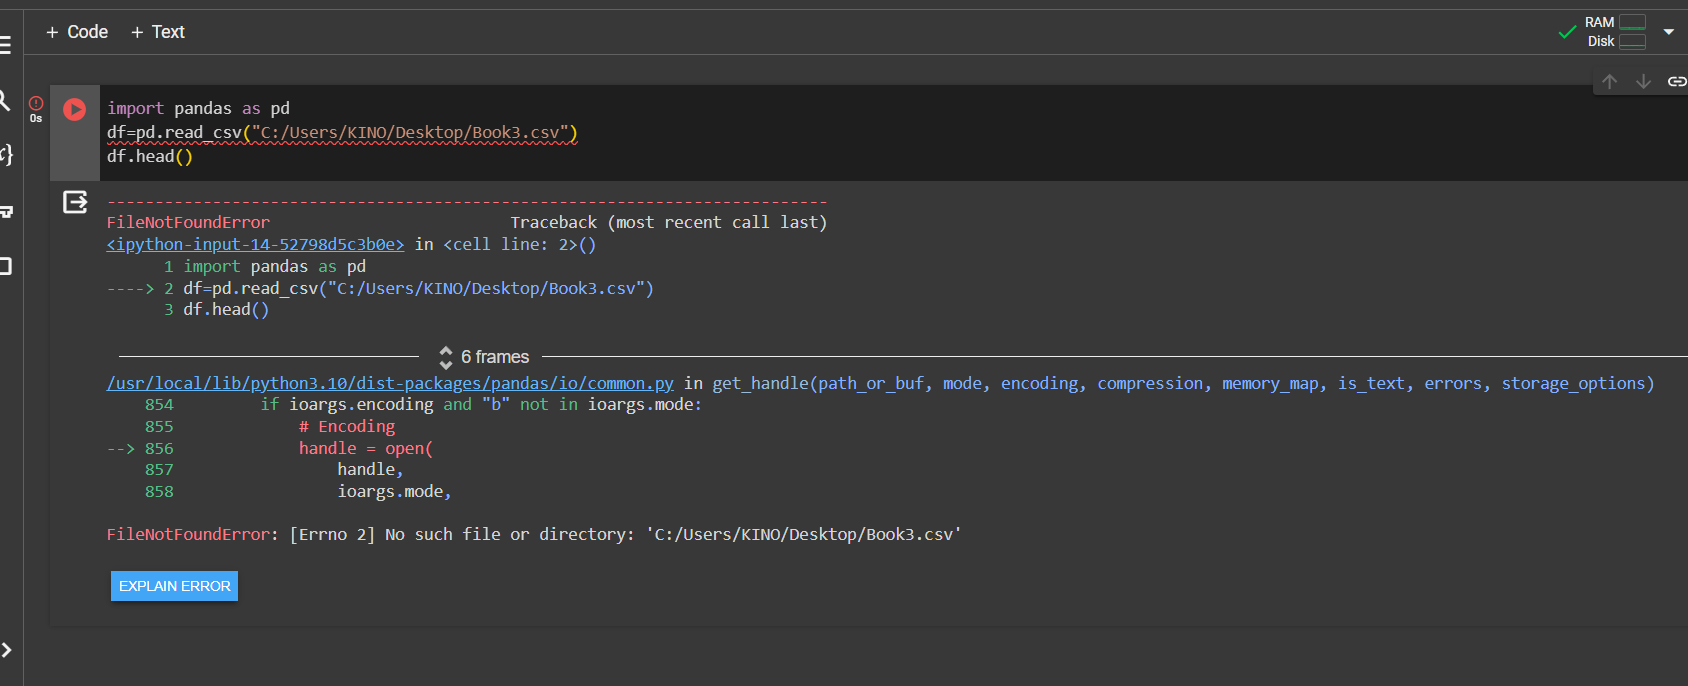 + Code + Text
RAM
Disk
0s
import pandas as pd
df=pd.read_csv("C:/Users/KINO/Desktop/Book3.csv")
df.head()
---------------------------------------------------------------------------
FileNotFoundError Traceback (most recent call last)
<ipython-input-14-52798d5c3b0e> in <cell line: 2>()
1 import pandas as pd
----> 2 df=pd.read_csv("C:/Users/KINO/Desktop/Book3.csv")
3 df.head()
6 frames
/usr/local/lib/python3.10/dist-packages/pandas/io/common.py in get_handle(path_or_buf, mode, encoding, compression, memory_map, is_text, errors, storage_options)
854 if ioargs.encoding and "b" not in ioargs.mode:
855 # Encoding
--> 856 handle = open(
857 handle,
858 ioargs.mode,
FileNotFoundError: [Errno 2] No such file or directory: 'C:/Users/KINO/Desktop/Book3.csv'
EXPLAIN ERROR